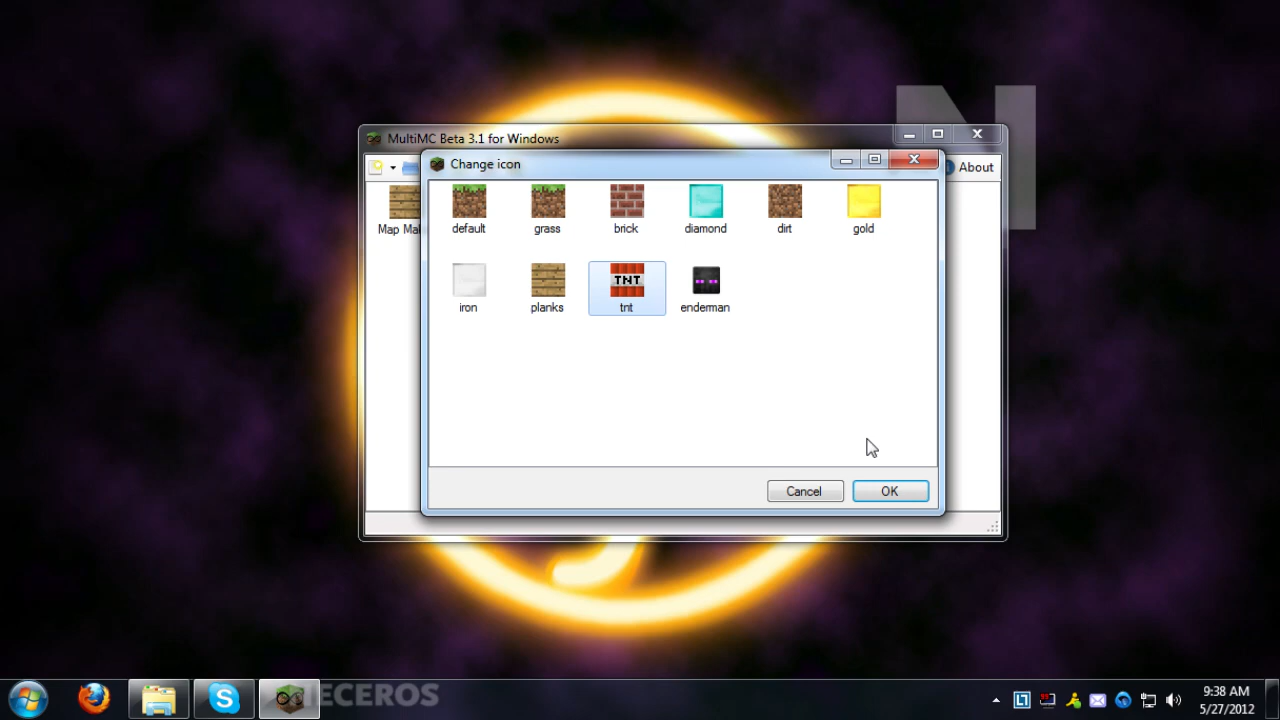 N
MultiMC Beta 3.1 for Windows
Change icon
About
Map Ma
default grass brick diamond dirt gold
TNT
iron planks tnt enderman
Cancel OK
ECEROS
9:38 AM
5/27/2012